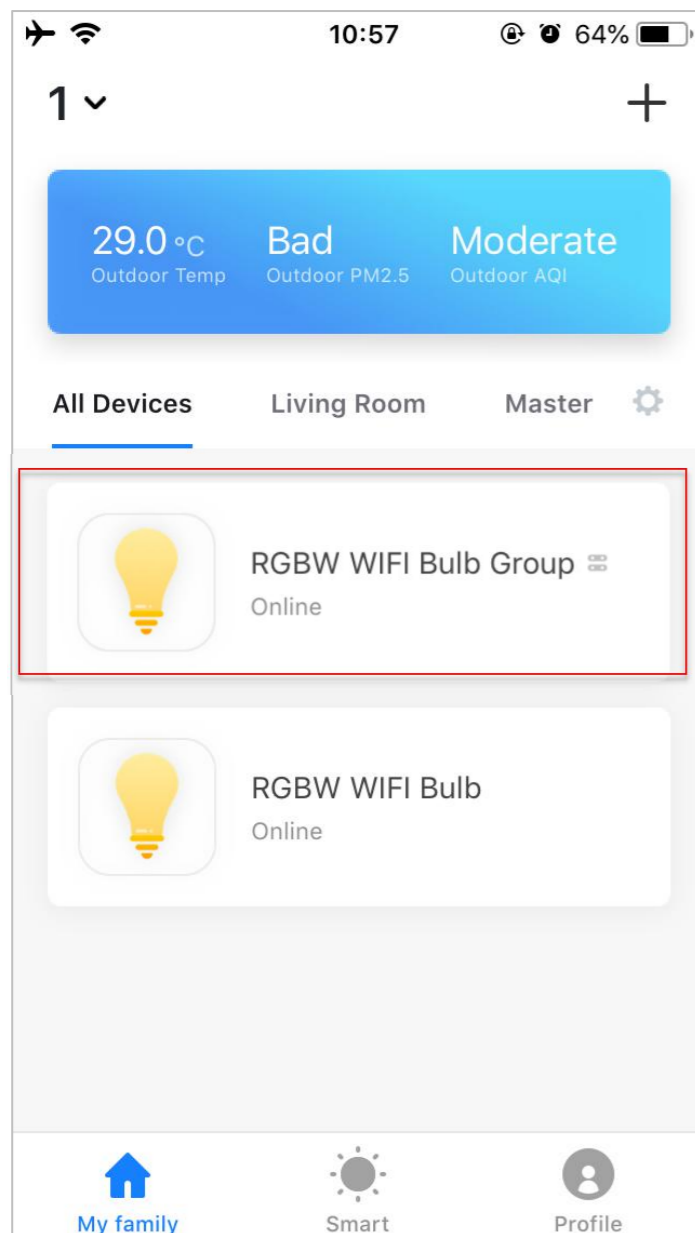 10:57 64%
1
29.0 °C Bad Moderate
Outdoor Temp Outdoor PM2.5 Outdoor AQI
All Devices Living Room Master
RGBW WIFI Bulb Group
Online
RGBW WIFI Bulb
Online
My family Smart Profile